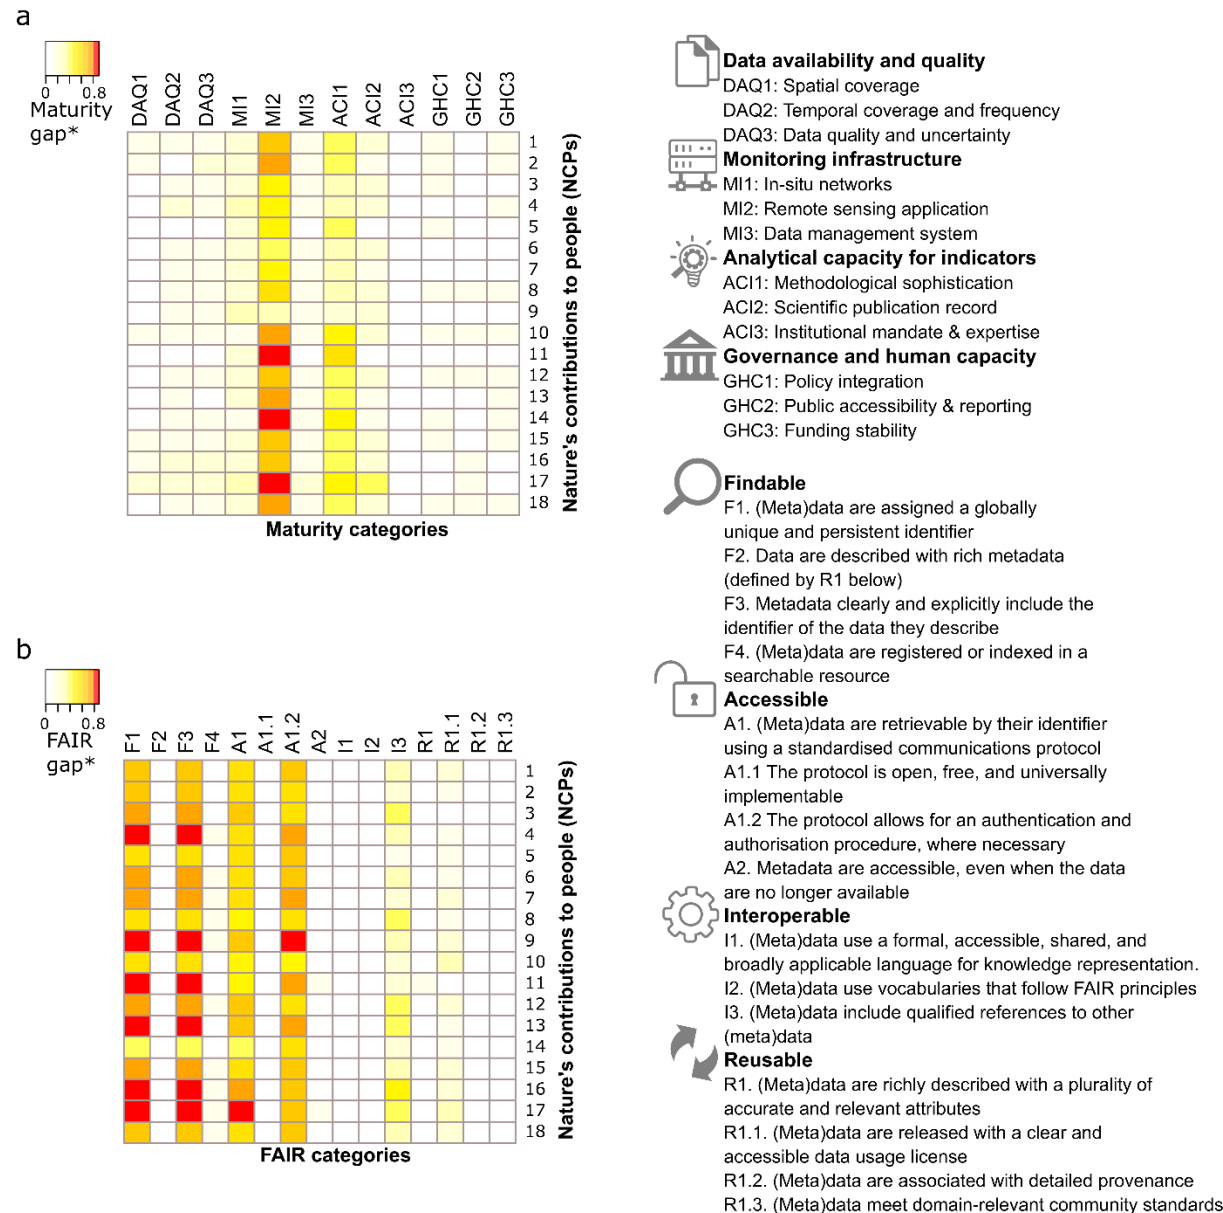 a
0 0.8
Maturity
gap*
DAQ1 DAQ2 DAQ3 MI1 MI2 MI3 ACI1 ACI2 ACI3 GHC1 GHC2 GHC3
1
2
3
4
5
6
7
8
9
10
11
12
13
14
15
16
17
18
Nature's contributions to people (NCPs)
Maturity categories
Data availability and quality
DAQ1: Spatial coverage
DAQ2: Temporal coverage and frequency
DAQ3: Data quality and uncertainty
Monitoring infrastructure
MI1: In-situ networks
MI2: Remote sensing application
MI3: Data management system
Analytical capacity for indicators
ACI1: Methodological sophistication
ACI2: Scientific publication record
ACI3: Institutional mandate & expertise
Governance and human capacity
GHC1: Policy integration
GHC2: Public accessibility & reporting
GHC3: Funding stability
b
0 0.8
FAIR
gap*
F1 F2 F3 F4 A1 A1.1 A1.2 A2 I1 I2 I3 R1 R1.1 R1.2 R1.3
1
2
3
4
5
6
7
8
9
10
11
12
13
14
15
16
17
18
Nature's contributions to people (NCPs)
FAIR categories
Findable
F1. (Meta)data are assigned a globally
unique and persistent identifier
F2. Data are described with rich metadata
(defined by R1 below)
F3. Metadata clearly and explicitly include the
identifier of the data they describe
F4. (Meta)data are registered or indexed in a
searchable resource
Accessible
A1. (Meta)data are retrievable by their identifier
using a standardised communications protocol
A1.1 The protocol is open, free, and universally
implementable
A1.2 The protocol allows for an authentication and
authorisation procedure, where necessary
A2. Metadata are accessible, even when the data
are no longer available
Interoperable
I1. (Meta)data use a formal, accessible, shared, and
broadly applicable language for knowledge representation.
I2. (Meta)data use vocabularies that follow FAIR principles
I3. (Meta)data include qualified references to other
(meta)data
Reusable
R1. (Meta)data are richly described with a plurality of
accurate and relevant attributes
R1.1. (Meta)data are released with a clear and
accessible data usage license
R1.2. (Meta)data are associated with detailed provenance
R1.3. (Meta)data meet domain-relevant community standards